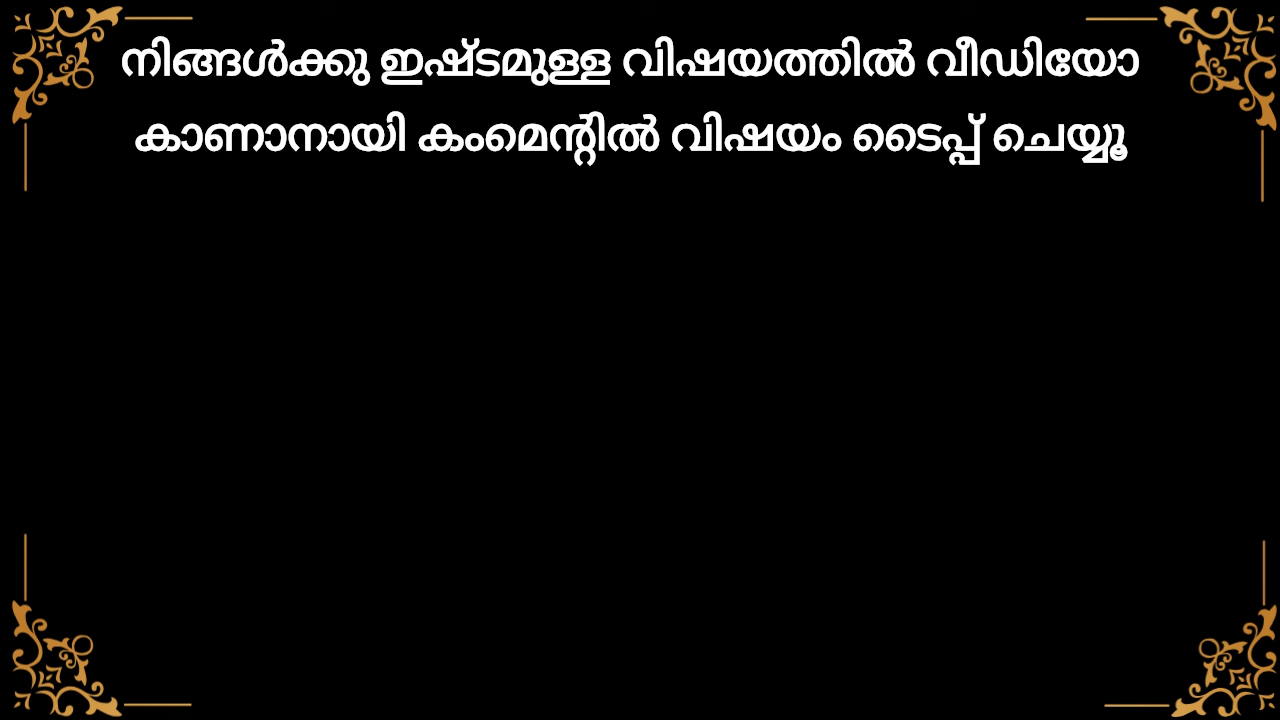 നിങ്ങൾക്കു ഇഷ്ടമുള്ള വിഷയത്തിൽ വീഡിയോ
കാണാനായി കംമെന്റിൽ വിഷയം ടൈപ്പ് ചെയ്യൂ